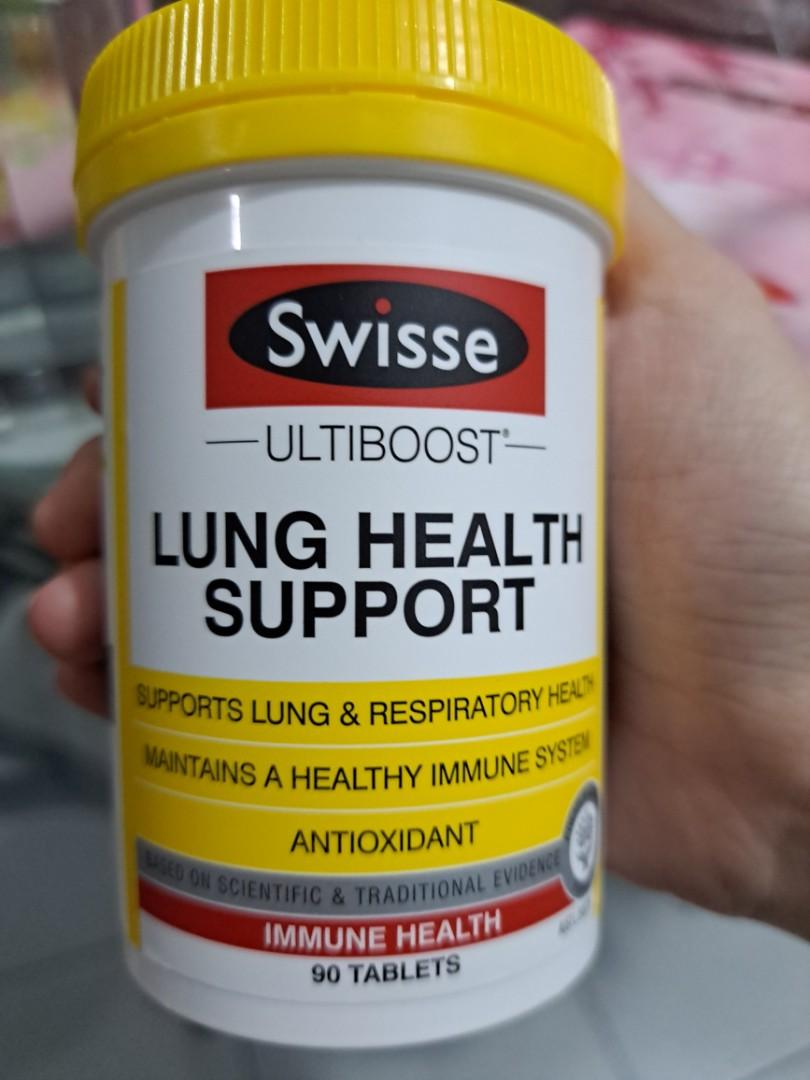 Swisse
ULTIBOOST®
LUNG HEALTH
SUPPORT
SUPPORTS LUNG & RESPIRATORY HEALTH
MAINTAINS A HEALTHY IMMUNE SYSTEM
ANTIOXIDANT
BASED ON SCIENTIFIC & TRADITIONAL EVIDENCE
IMMUNE HEALTH
90 TABLETS